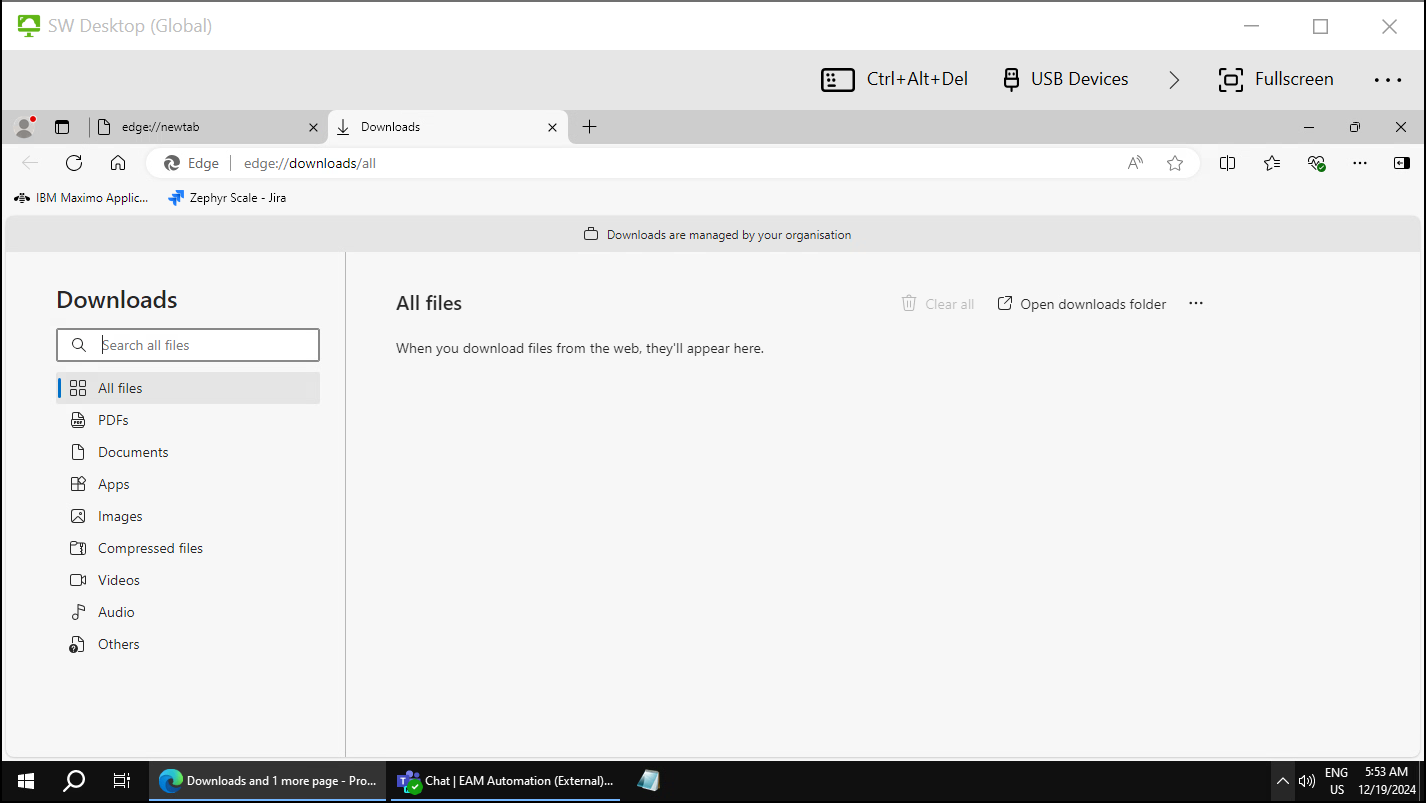 SW Desktop (Global)
Ctrl+Alt+Del
USB Devices
Fullscreen
edge://newtab
Downloads
Edge
edge://downloads/all
IBM Maximo Applic...
Zephyr Scale - Jira
Downloads are managed by your organisation
Downloads
Search all files
All files
PDFs
Documents
Apps
Images
Compressed files
Videos
Audio
Others
All files
Clear all
Open downloads folder
When you download files from the web, they'll appear here.
Downloads and 1 more page - Pro...
Chat | EAM Automation (External)...
ENG
US
5:53 AM
12/19/2024